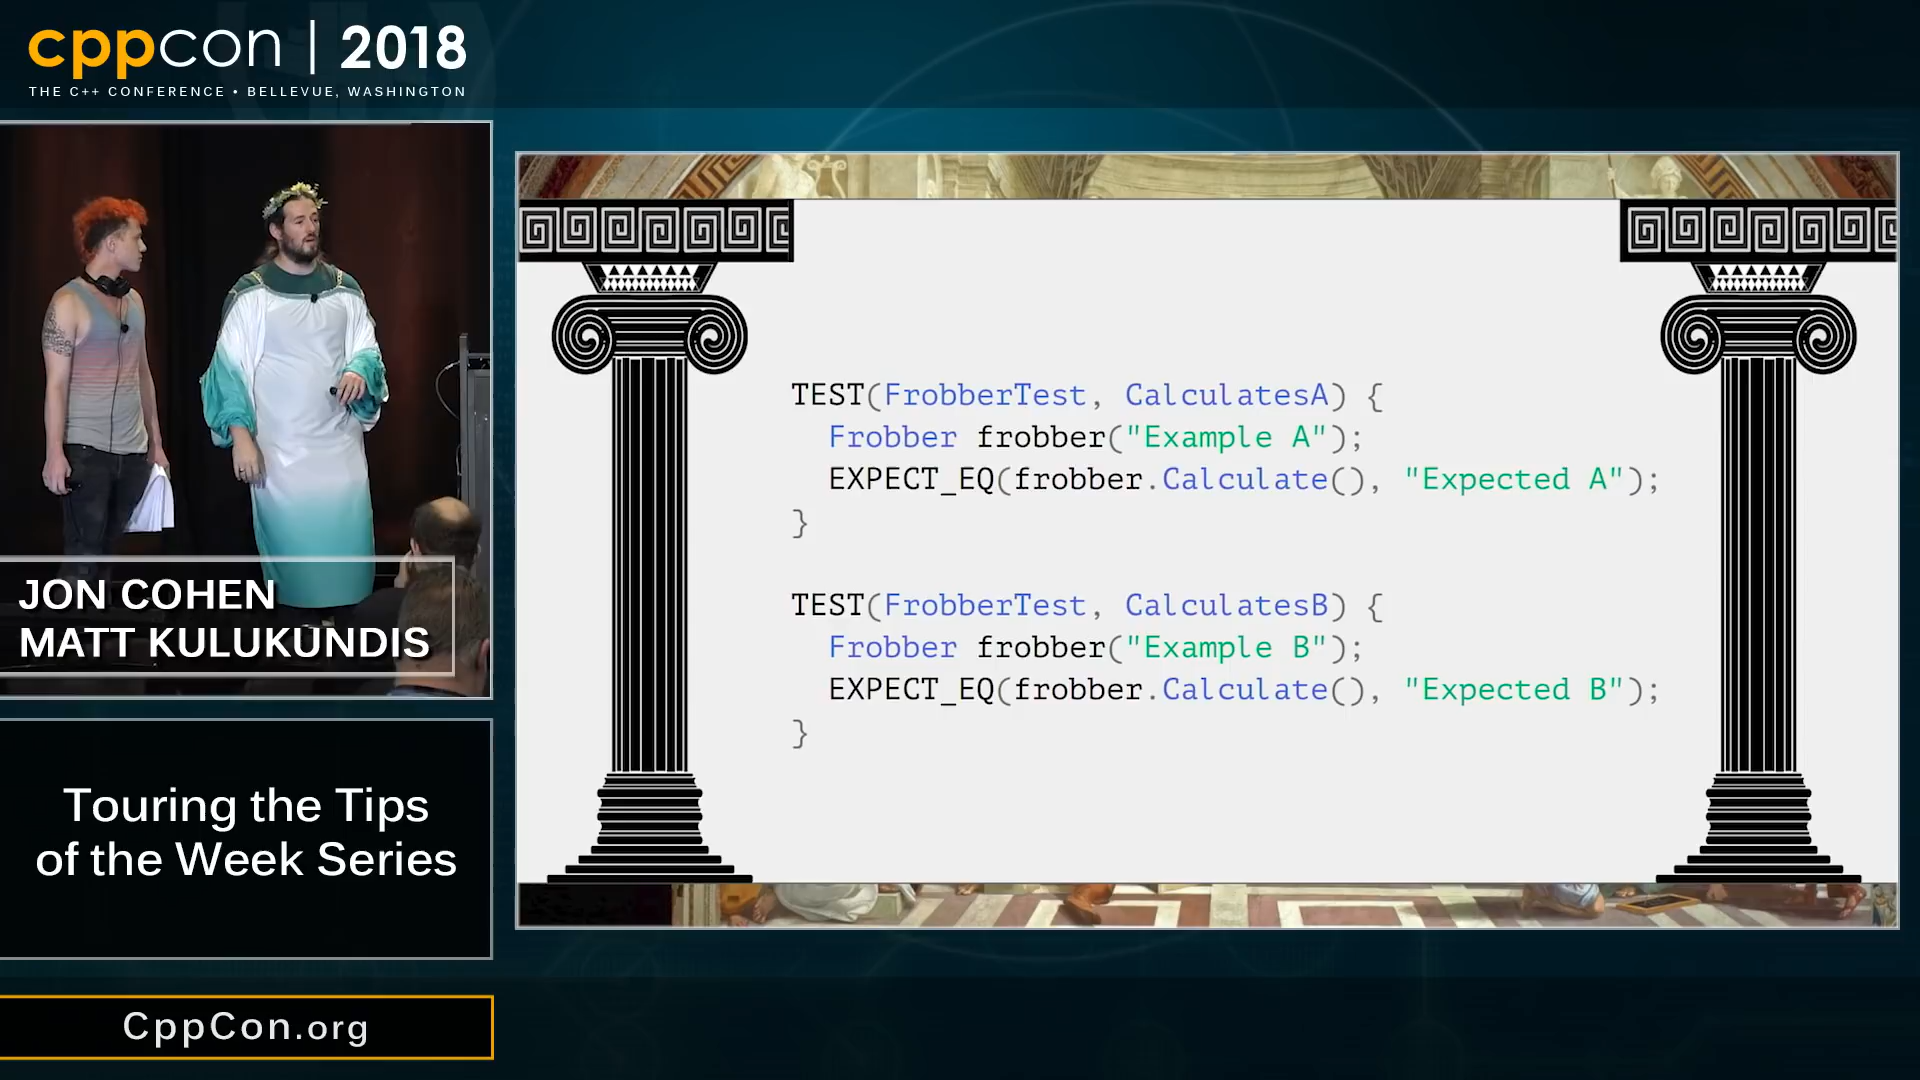 cppcon | 2018
THE C++ CONFERENCE • BELLEVUE, WASHINGTON
JON COHEN
MATT KULUKUNDIS
Touring the Tips
of the Week Series
CppCon.org
TEST(FrobberTest, CalculatesA) {
  Frobber frobber("Example A");
  EXPECT_EQ(frobber.Calculate(), "Expected A");
}
TEST(FrobberTest, CalculatesB) {
  Frobber frobber("Example B");
  EXPECT_EQ(frobber.Calculate(), "Expected B");
}